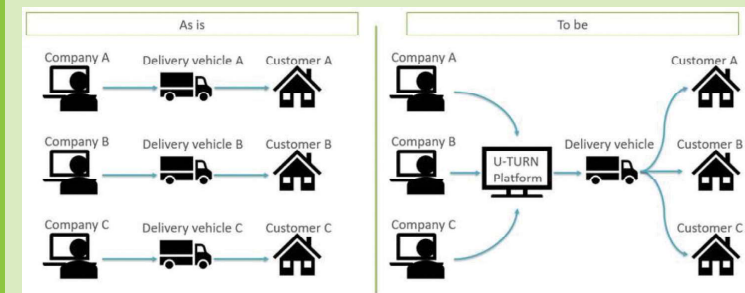 As is
Company A Delivery vehicle A Customer A
Company B Delivery vehicle B Customer B
Company C Delivery vehicle C Customer C
To be
Company A Customer A
Company B Delivery vehicle Customer B
U-TURN
Platform
Company C Customer C